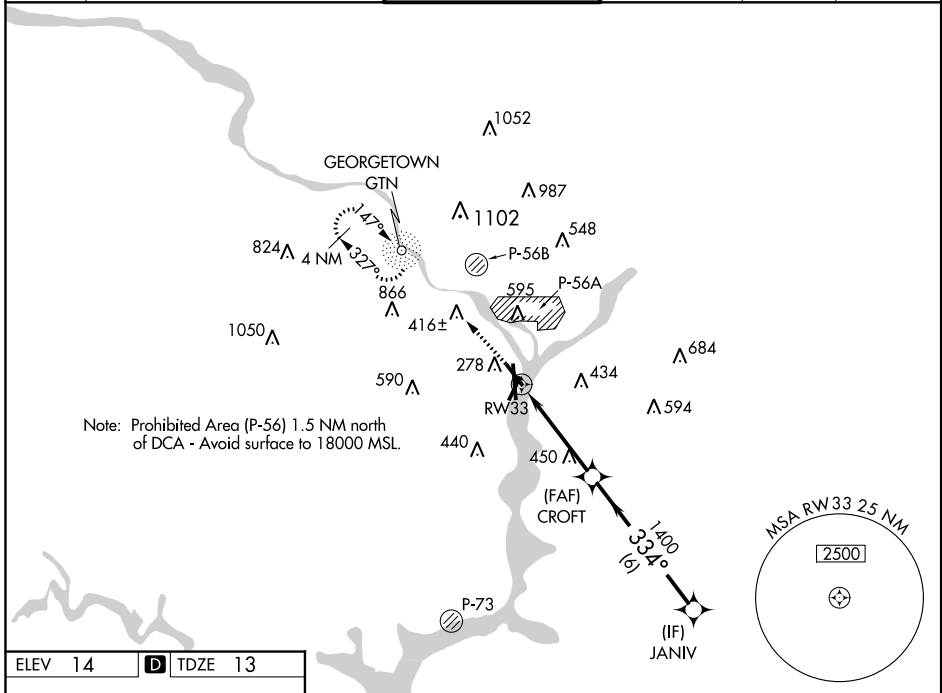 1052
GEORGETOWN
GTN
987
147°
1102
548
824
4 NM
327°
P-56B
P-56A
866
595
416±
1050
278
684
434
590
RW33
594
Note: Prohibited Area (P-56) 1.5 NM north
of DCA - Avoid surface to 18000 MSL.
440
450
(FAF)
CROFT
1400
334°
(6)
MSA RW33 25 NM
2500
P-73
(IF)
JANIV
ELEV 14 D TDZE 13